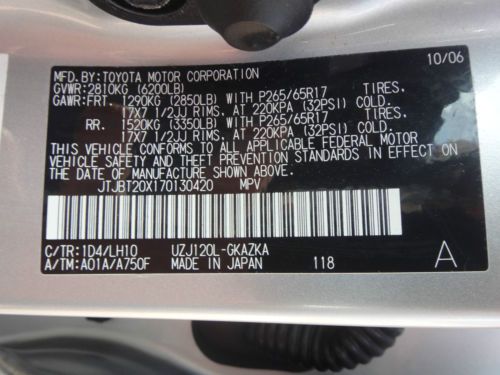 10/06
MFD. BY: TOYOTA MOTOR CORPORATION
GVWR: 2810KG (6200LB)
GAWR: FRT. 1290KG (2850LB) WITH P265/65R17 TIRES,
17X7 1/2JJ RIMS, AT 220KPA (32PSI) COLD.
RR. 1520KG (3350LB) WITH P265/65R17 TIRES,
17X7 1/2JJ RIMS, AT 220KPA (32PSI) COLD.
THIS VEHICLE CONFORMS TO ALL APPLICABLE FEDERAL MOTOR
VEHICLE SAFETY AND THEFT PREVENTION STANDARDS IN EFFECT ON
THE DATE OF MANUFACTURE SHOWN ABOVE.
JTJBT20X170130420 MPV
C/TR: 1D4/LH10 UZJ120L-GKAZKA A
A/TM: A01A/A750F MADE IN JAPAN 118